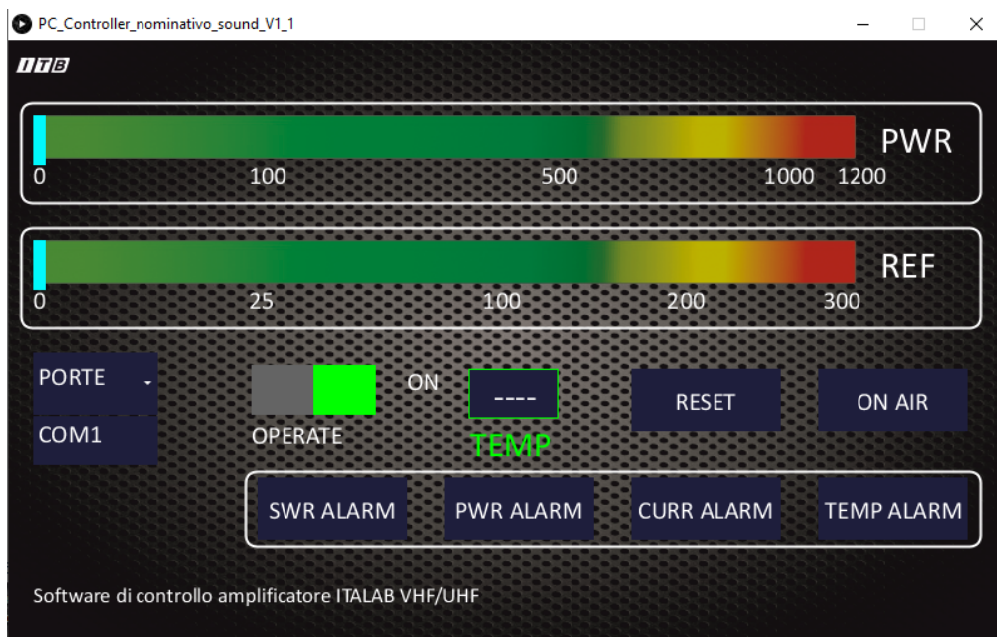 PC_Controller_nominativo_sound_V1_1
ITB
PWR
0 100 500 1000 1200
REF
0 25 100 200 300
PORTE
COM1
ON
OPERATE
----
TEMP
RESET
ON AIR
SWR ALARM PWR ALARM CURR ALARM TEMP ALARM
Software di controllo amplificatore ITALAB VHF/UHF